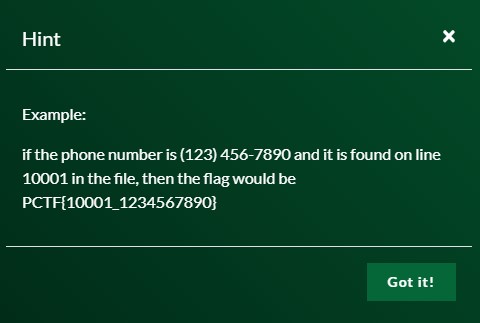 Hint
×
Example:
if the phone number is (123) 456-7890 and it is found on line
10001 in the file, then the flag would be
PCTF{10001_1234567890}
Got it!